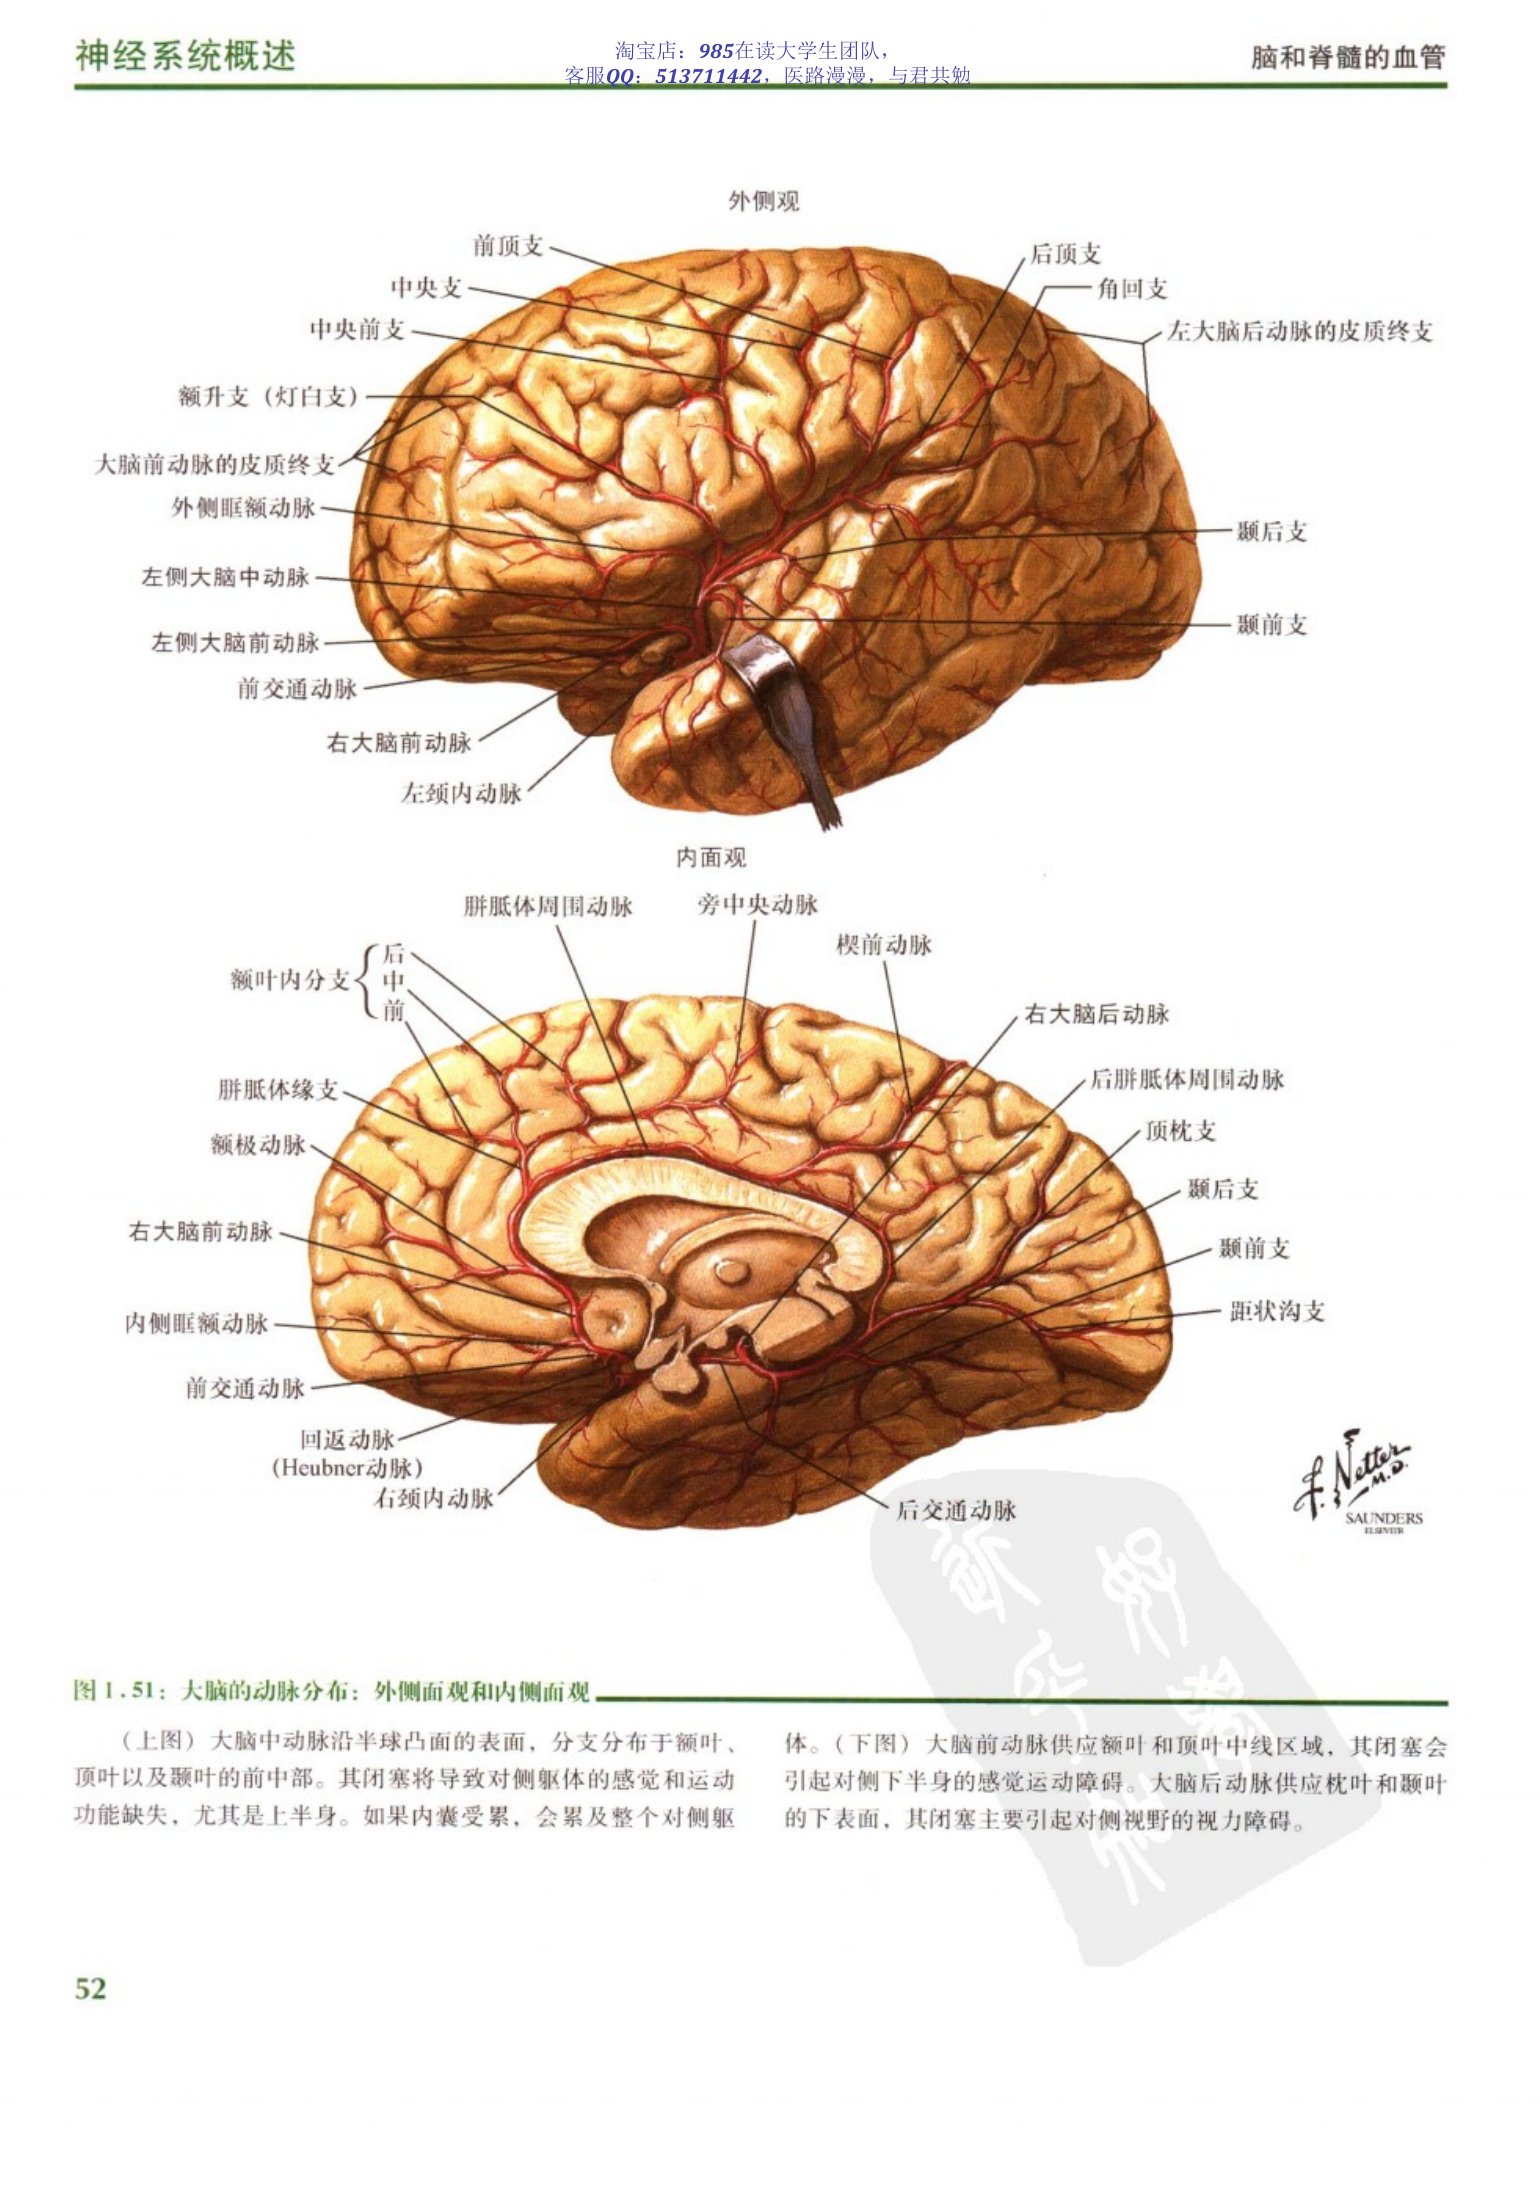 神经系统概述
淘宝店：985在读大学生团队，
客服QQ：513711442，医路漫漫，与君共勉
脑和脊髓的血管
外侧观
前顶支
后顶支
中央支
角回支
中央前支
左大脑后动脉的皮质终支
额升支（灯白支）
大脑前动脉的皮质终支
外侧眶额动脉
颞后支
左侧大脑中动脉
颞前支
左侧大脑前动脉
前交通动脉
右大脑前动脉
左颈内动脉
内面观
胼胝体周围动脉
旁中央动脉
楔前动脉
额叶内分支
后
中
前
右大脑后动脉
后胼胝体周围动脉
胼胝体缘支
顶枕支
额极动脉
颞后支
右大脑前动脉
颞前支
内侧眶额动脉
距状沟支
前交通动脉
回返动脉
(Heubner动脉)
右颈内动脉
后交通动脉
F. Netter
M.D.
SAUNDERS
ELSEVIER
图 1.51：大脑的动脉分布：外侧面观和内侧面观
（上图）大脑中动脉沿半球凸面的表面，分支分布于额叶、
顶叶以及颞叶的前中部。其闭塞将导致对侧躯体的感觉和运动
功能缺失，尤其是上半身。如果内囊受累，会累及整个对侧躯
体。（下图）大脑前动脉供应额叶和顶叶中线区域，其闭塞会
引起对侧下半身的感觉运动障碍。大脑后动脉供应枕叶和颞叶
的下表面，其闭塞主要引起对侧视野的视力障碍。
52